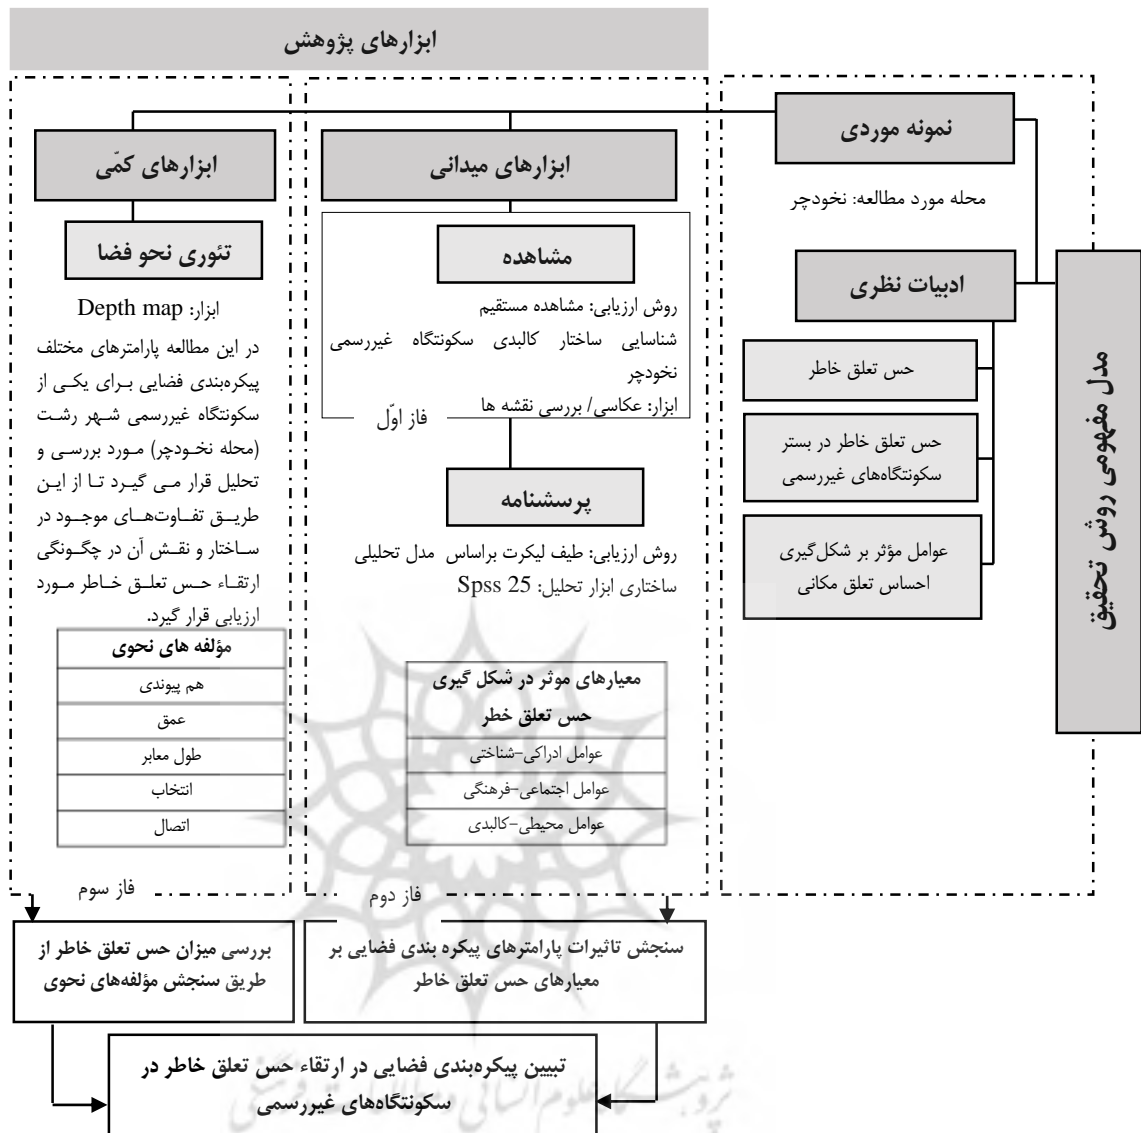 ابزارهای پژوهش
نمونه موردی
محله مورد مطالعه: نخودچر
ادبیات نظری
حس تعلق خاطر
حس تعلق خاطر در بستر
سکونتگاه‌های غیررسمی
عوامل مؤثر بر شکل‌گیری
احساس تعلق مکانی
مدل مفهومی روش تحقیق
ابزارهای میدانی
مشاهده
روش ارزیابی: مشاهده مستقیم
شناسایی ساختار کالبدی سکونتگاه غیررسمی
نخودچر
ابزار: عکاسی/ بررسی نقشه ها
فاز اوّل
پرسشنامه
روش ارزیابی: طیف لیکرت براساس مدل تحلیلی
ساختاری ابزار تحلیل: Spss 25
معیارهای موثر در شکل گیری
حس تعلق خطر
عوامل ادراکی-شناختی
عوامل اجتماعی-فرهنگی
عوامل محیطی-کالبدی
فاز دوم
ابزارهای کمّی
تئوری نحو فضا
ابزار: Depth map
در این مطالعه پارامترهای مختلف
پیکره‌بندی فضایی برای یکی از
سکونتگاه غیررسمی شهر رشت
(محله نخودچر) مورد بررسی و
تحلیل قرار می گیرد تا از این
طریق تفاوت‌های موجود در
ساختار و نقش آن در چگونگی
ارتقاء حس تعلق خاطر مورد
ارزیابی قرار گیرد.
مؤلفه های نحوی
هم پیوندی
عمق
طول معابر
انتخاب
اتصال
فاز سوم
سنجش تاثیرات پارامترهای پیکره بندی فضایی بر
معیارهای حس تعلق خاطر
بررسی میزان حس تعلق خاطر از
طریق سنجش مؤلفه‌های نحوی
تبیین پیکره‌بندی فضایی در ارتقاء حس تعلق خاطر در
سکونتگاه‌های غیررسمی
پژوهشگاه علوم انسانی و مطالعات فرهنگی